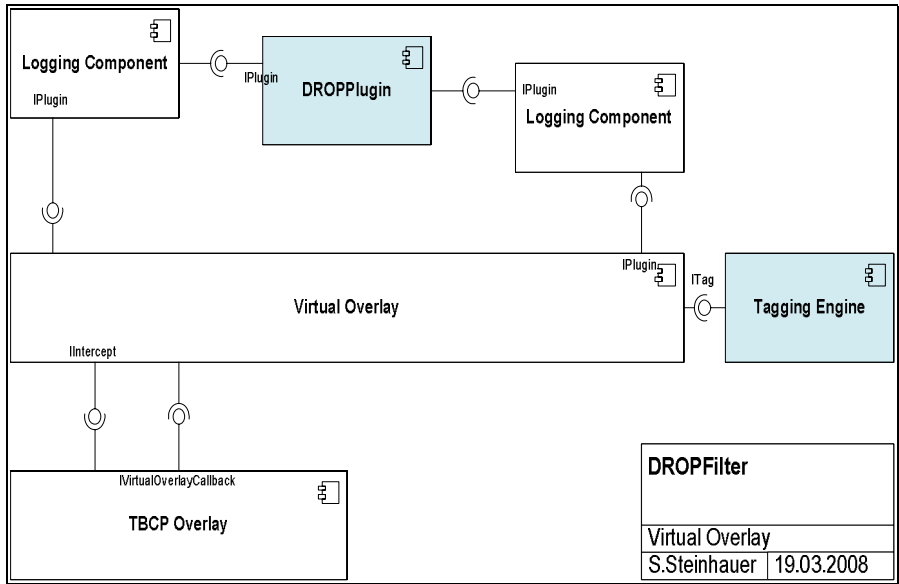 Logging Component
IPlugin
IPlugin
DROPPlugin
IPlugin
Logging Component
IPlugin
Virtual Overlay
IIntercept
ITag
Tagging Engine
IVirtualOverlayCallback
TBCP Overlay
DROPFilter
Virtual Overlay
S.Steinhauer 19.03.2008